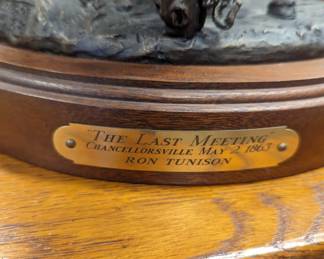 "THE LAST MEETING"
CHANCELLORSVILLE MAY 2, 1863
RON TUNISON